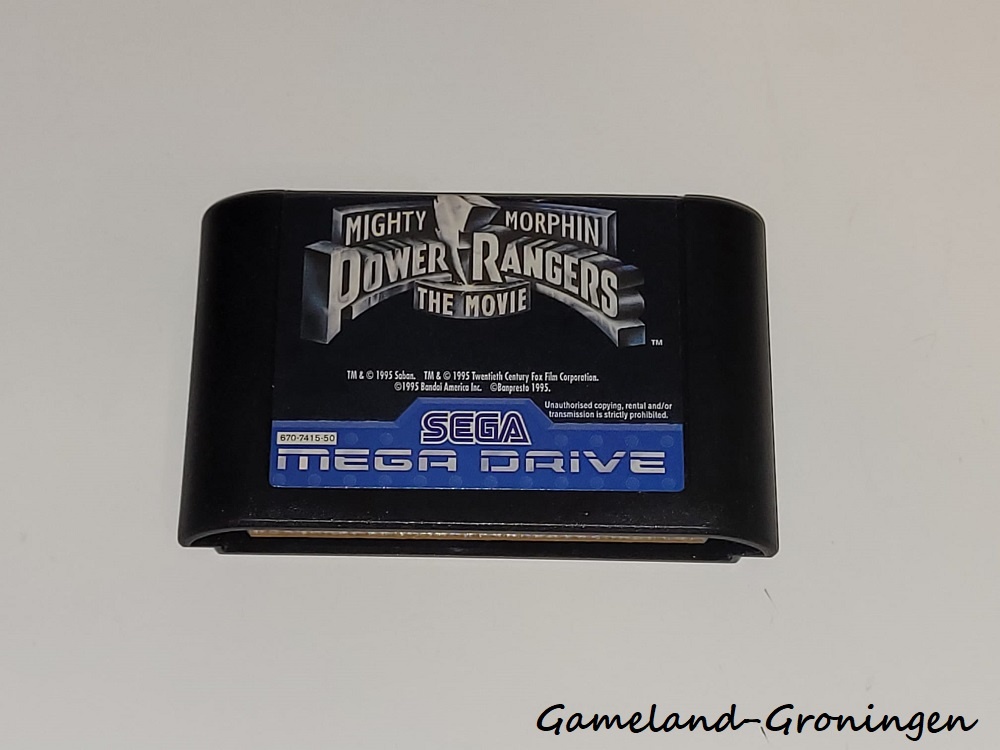 MIGHTY MORPHIN
POWER RANGERS
THE MOVIE
TM
TM & © 1995 Saban. TM & © 1995 Twentieth Century Fox Film Corporation.
©1995 Bandai America Inc. ©Banpresto 1995.
Unauthorised copying, rental and/or
transmission is strictly prohibited.
SEGA
670-7415-50
MEGA DRIVE
Gameland-Groningen